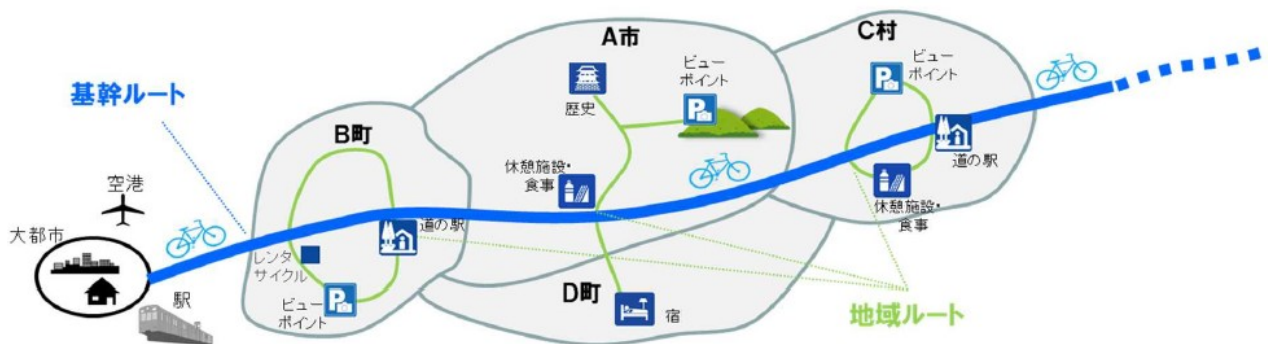 基幹ルート
空港
大都市
駅
B町
レンタ
サイクル
ビュー
ポイント
P
道の駅
A市
歴史
ビュー
ポイント
P
休憩施設・
食事
D町
宿
C村
P
ビュー
ポイント
道の駅
休憩施設・
食事
地域ルート